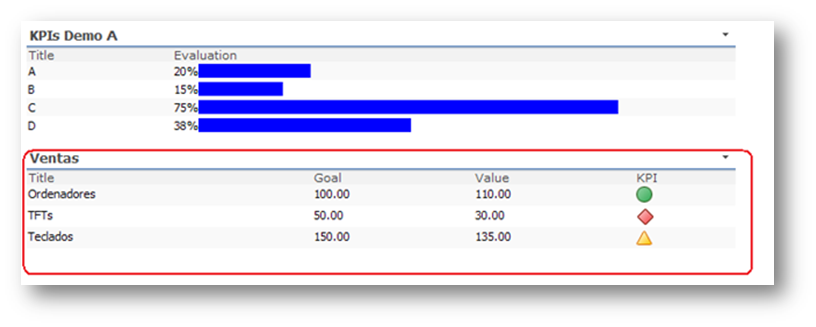 KPIs Demo A
Title Evaluation
A 20%
B 15%
C 75%
D 38%
Ventas
Title Goal Value KPI
Ordenadores 100.00 110.00
TFTs 50.00 30.00
Teclados 150.00 135.00